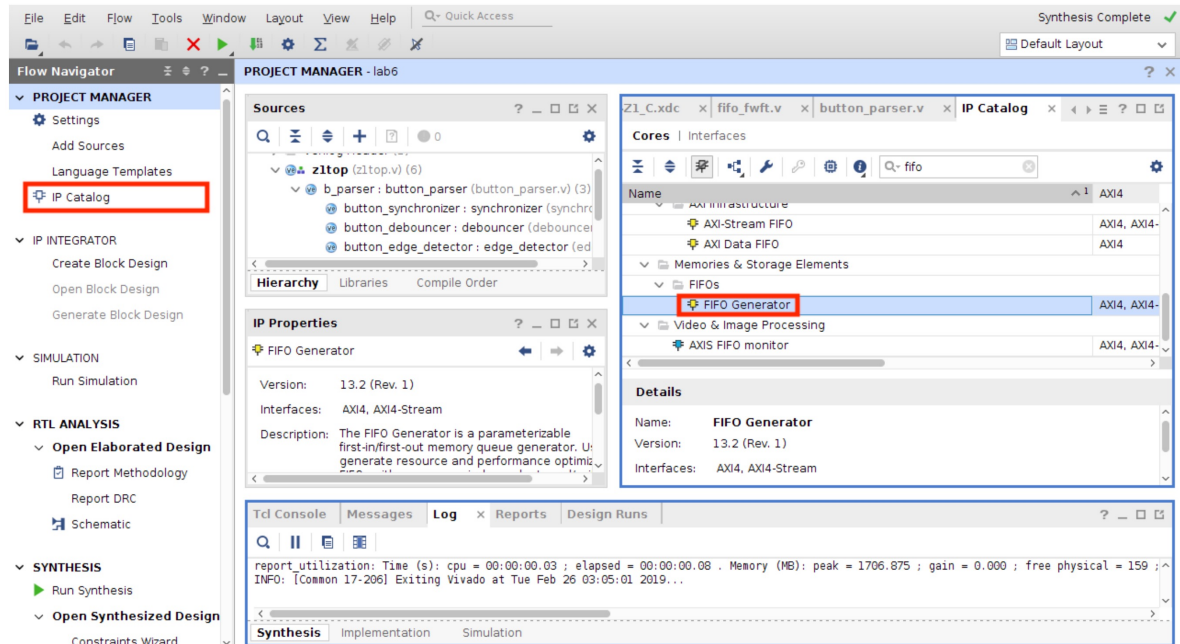 File Edit Flow Tools Window Layout View Help Q- Quick Access Synthesis Complete
Default Layout
Flow Navigator ? PROJECT MANAGER - lab6 ?
PROJECT MANAGER
Settings
Add Sources
Language Templates
IP Catalog
IP INTEGRATOR
Create Block Design
Open Block Design
Generate Block Design
SIMULATION
Run Simulation
RTL ANALYSIS
Open Elaborated Design
Report Methodology
Report DRC
Schematic
SYNTHESIS
Run Synthesis
Open Synthesized Design
Constraints Wizard
Sources ?
0
z1top (z1top.v) (6)
b_parser : button_parser (button_parser.v) (3)
button_synchronizer : synchronizer (synchro
button_debouncer : debouncer (debouncer
button_edge_detector : edge_detector (ed
Hierarchy Libraries Compile Order
IP Properties ?
FIFO Generator
Version: 13.2 (Rev. 1)
Interfaces: AXI4, AXI4-Stream
Description: The FIFO Generator is a parameterizable
first-in/first-out memory queue generator. U
generate resource and performance optimiz
Z1_C.xdc fifo_fwft.v button_parser.v IP Catalog ?
Cores | Interfaces
Q- fifo
Name 1 AXI4
AXI Infrastructure
AXI-Stream FIFO AXI4, AXI4-
AXI Data FIFO AXI4
Memories & Storage Elements
FIFOs
FIFO Generator AXI4, AXI4-
Video & Image Processing
AXIS FIFO monitor AXI4, AXI4-
Details
Name: FIFO Generator
Version: 13.2 (Rev. 1)
Interfaces: AXI4, AXI4-Stream
Tcl Console Messages Log Reports Design Runs ?
report_utilization: Time (s): cpu = 00:00:00.03 ; elapsed = 00:00:00.08 . Memory (MB): peak = 1706.875 ; gain = 0.000 ; free physical = 159 ;
INFO: [Common 17-206] Exiting Vivado at Tue Feb 26 03:05:01 2019...
Synthesis Implementation Simulation